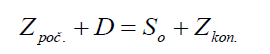 Z_poč. + D = S_o + Z_kon.